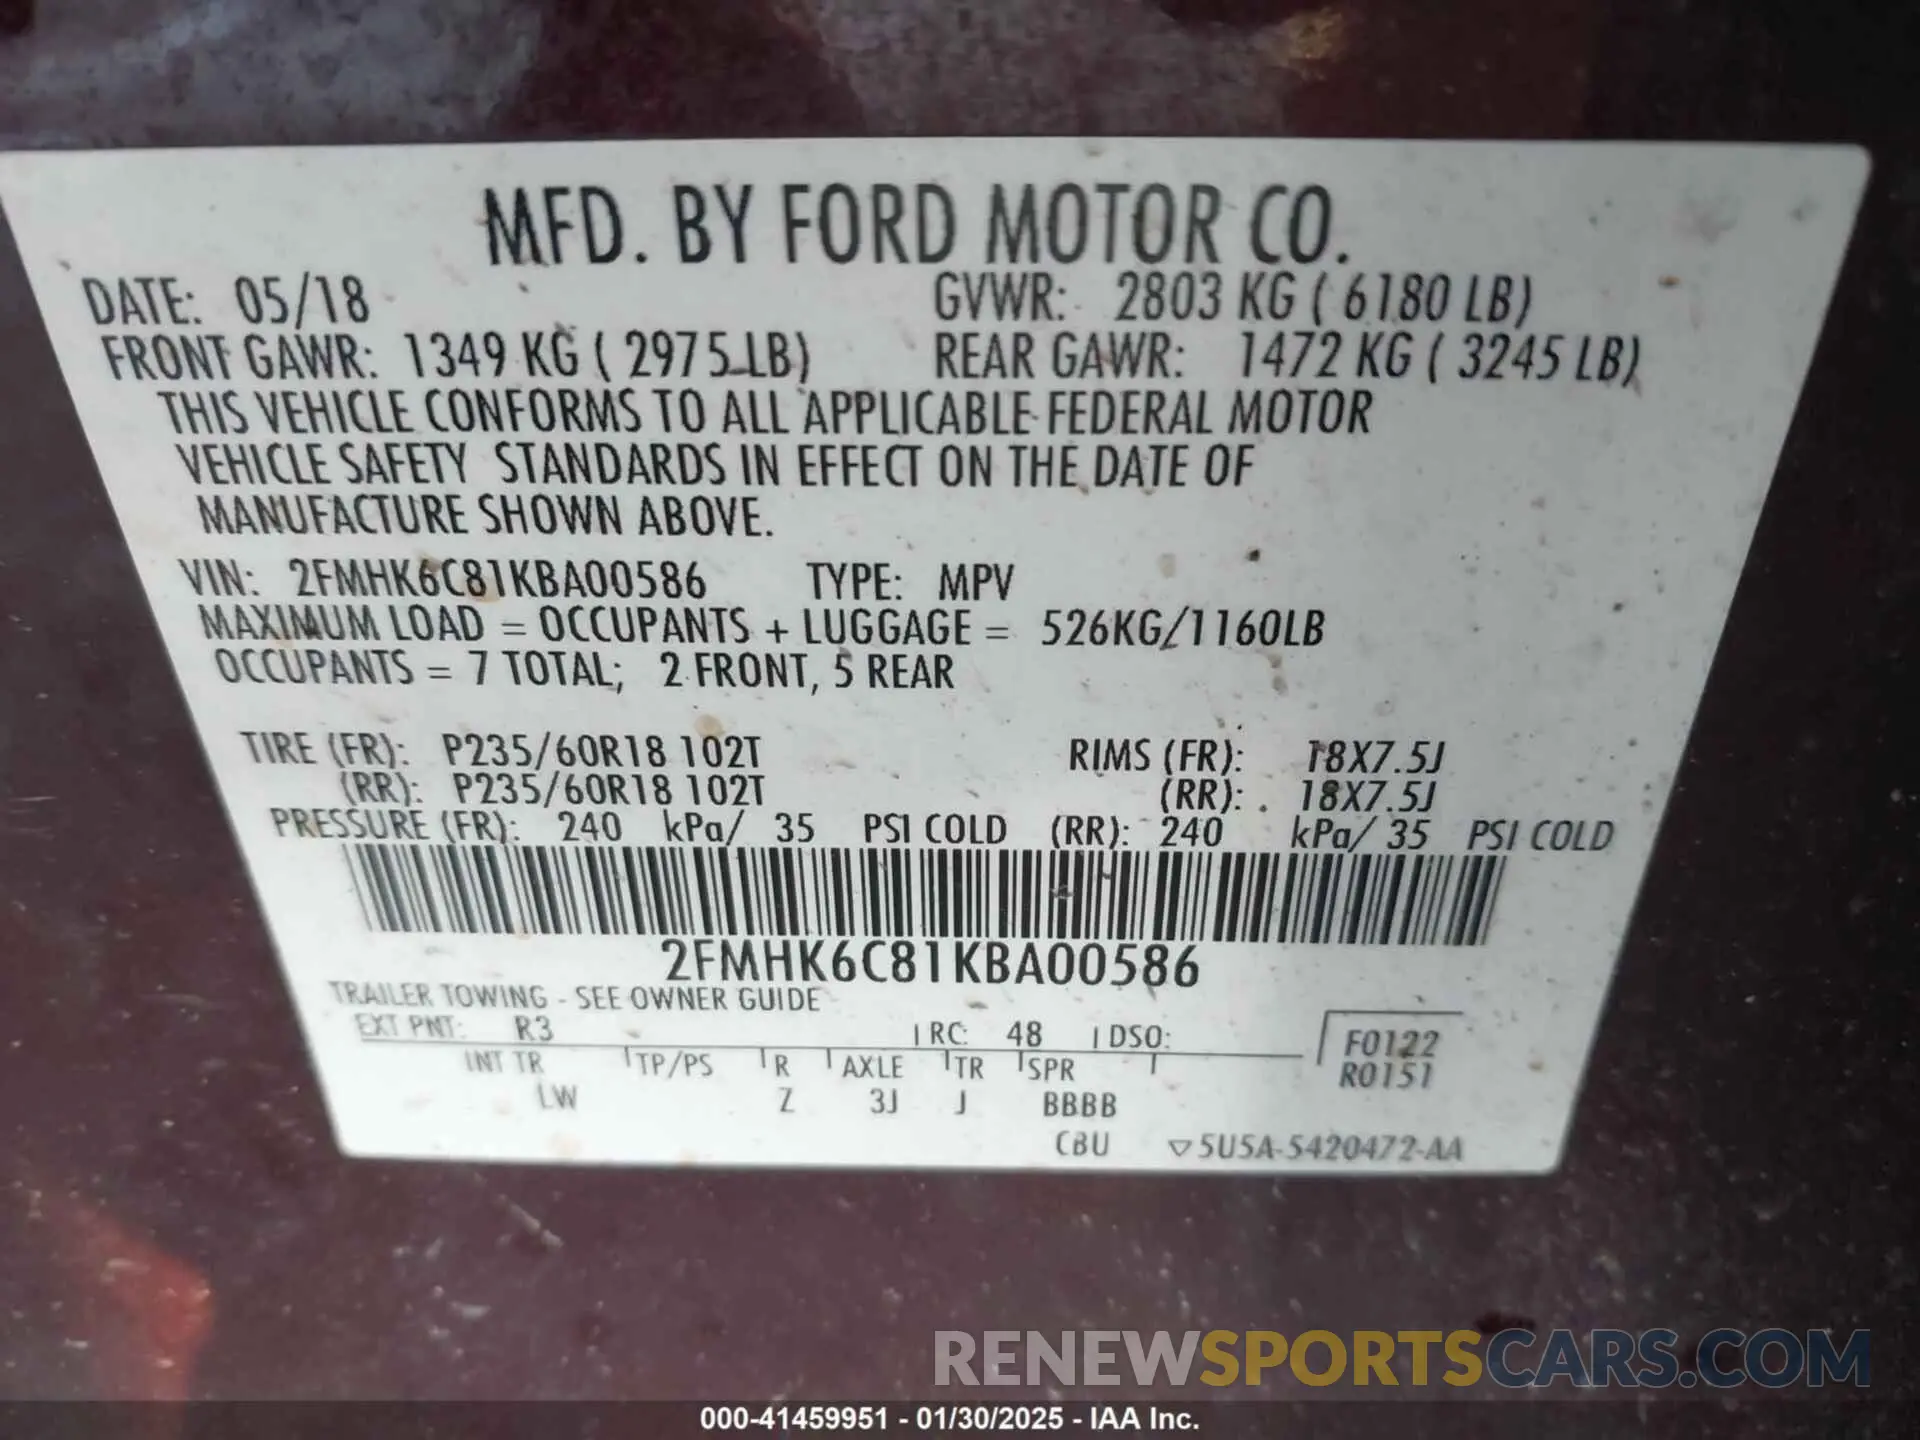 MFD. BY FORD MOTOR CO.
DATE: 05/18 GVWR: 2803 KG ( 6180 LB)
FRONT GAWR: 1349 KG ( 2975 LB) REAR GAWR: 1472 KG ( 3245 LB)
THIS VEHICLE CONFORMS TO ALL APPLICABLE FEDERAL MOTOR
VEHICLE SAFETY STANDARDS IN EFFECT ON THE DATE OF
MANUFACTURE SHOWN ABOVE.
VIN: 2FMHK6C81KBA00586 TYPE: MPV
MAXIMUM LOAD = OCCUPANTS + LUGGAGE = 526KG/1160LB
OCCUPANTS = 7 TOTAL; 2 FRONT, 5 REAR
TIRE (FR): P235/60R18 102T RIMS (FR): 18X7.5J
(RR): P235/60R18 102T (RR): 18X7.5J
PRESSURE (FR): 240 kPa/ 35 PSI COLD (RR): 240 kPa/ 35 PSI COLD
2FMHK6C81KBA00586
TRAILER TOWING - SEE OWNER GUIDE
EXT PNT: R3 RC: 48 DSO: F0122
INT TR TP/PS R AXLE TR SPR R0151
LW Z 3J J BBBB
CBU ▽5U5A-5420472-AA
RENEWSPORTSCARS.COM
000-41459951 - 01/30/2025 - IAA Inc.